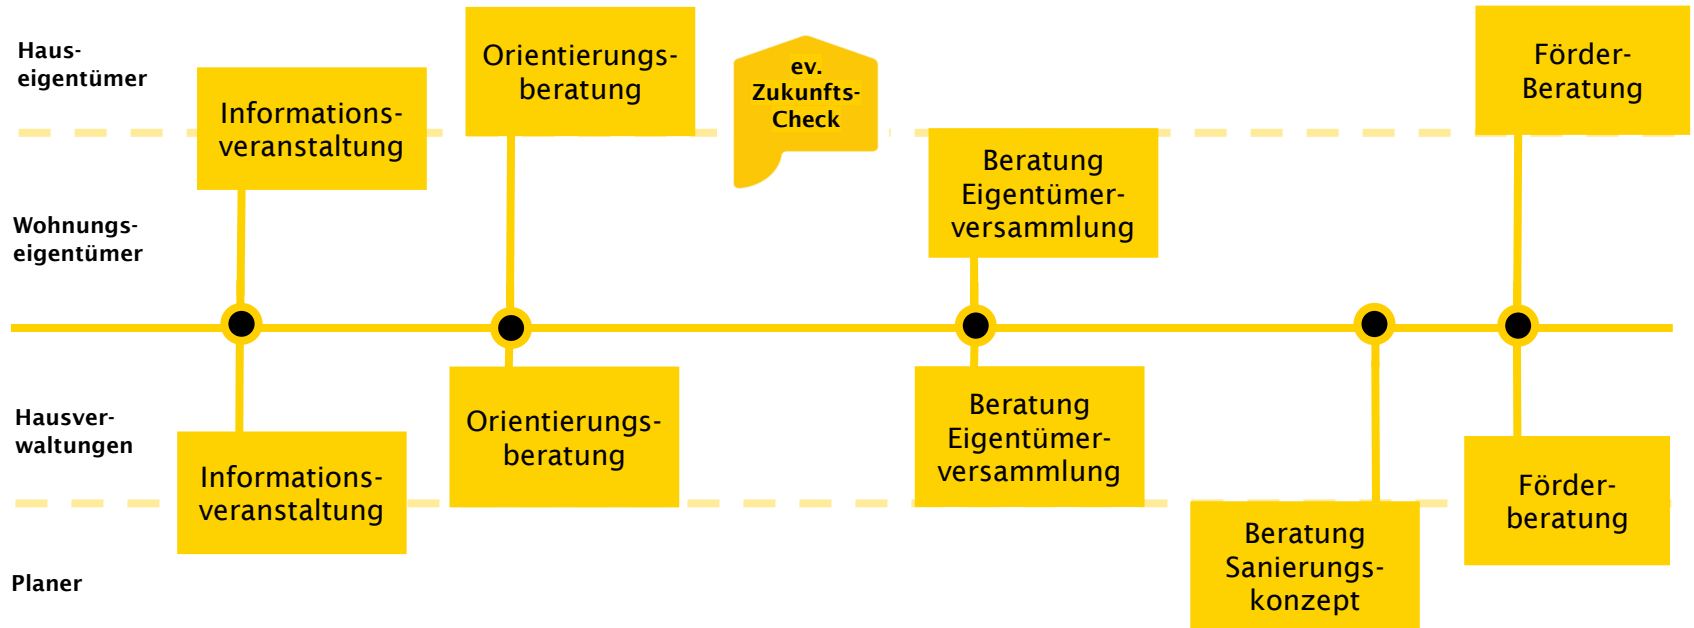 Haus-
eigentümer
Informations-
veranstaltung
Orientierungs-
beratung
ev.
Zukunfts-
Check
Beratung
Eigentümer-
versammlung
Förder-
Beratung
Wohnungs-
eigentümer
Hausver-
waltungen
Informations-
veranstaltung
Orientierungs-
beratung
Beratung
Eigentümer-
versammlung
Beratung
Sanierungs-
konzept
Förder-
beratung
Planer